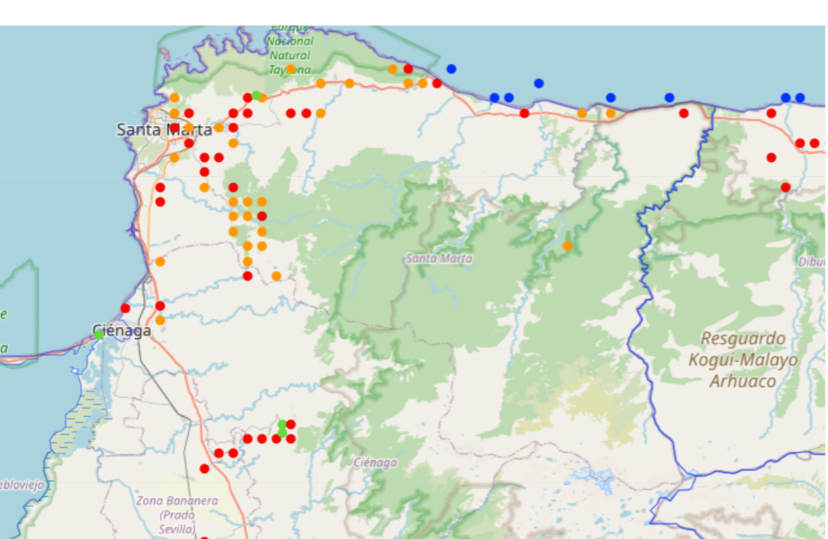 Parque
Nacional
Natural
Tayrona
Santa Marta
Santa Marta
Dibu
e
a
Ciénaga
Resguardo
Kogui-Malayo
Arhuaco
Ciénaga
ebloviejo
Zona Bananera
(Prado
Sevilla)